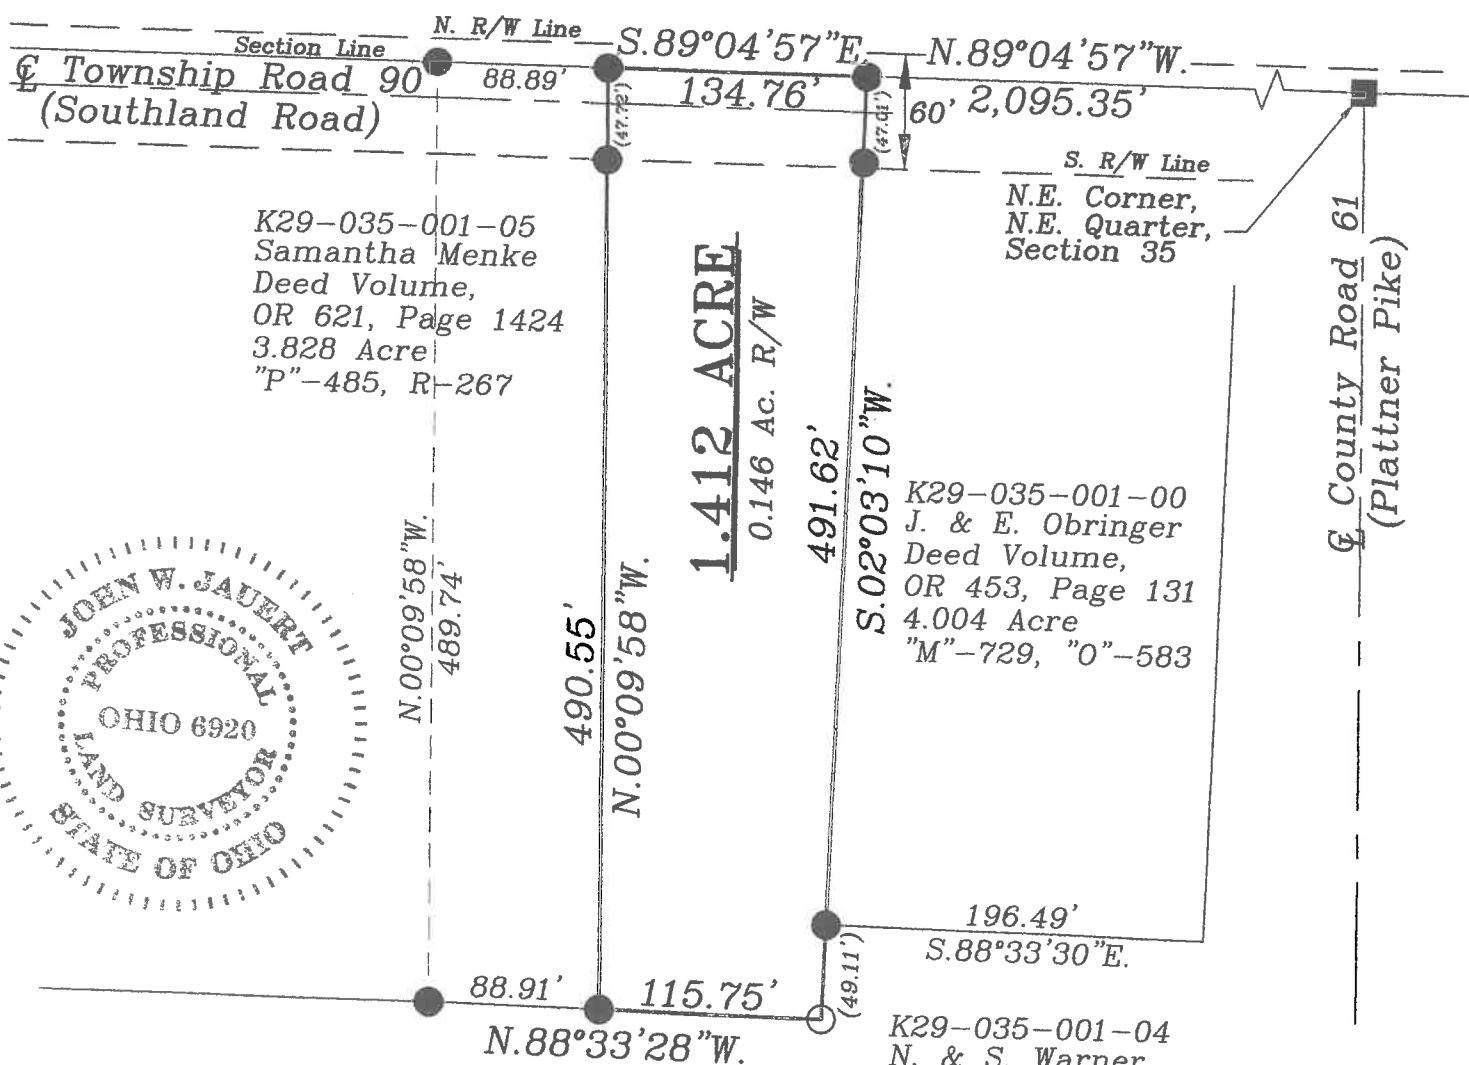 N. R/W Line
Section Line
S.89°04'57"E.
N.89°04'57"W.
℄ Township Road 90
(Southland Road)
88.89'
134.76'
60'
2,095.35'
(47.72')
S. R/W Line
N.E. Corner,
N.E. Quarter,
Section 35
K29-035-001-05
Samantha Menke
Deed Volume,
OR 621, Page 1424
3.828 Acre
"P"-485, R-267
1.412 ACRE
0.146 Ac. R/W
℄ County Road 61
(Plattner Pike)
491.62'
S.02°03'10"W.
K29-035-001-00
J. & E. Obringer
Deed Volume,
OR 453, Page 131
4.004 Acre
"M"-729, "O"-583
N.00°09'58"W.
489.74'
490.55'
N.00°09'58"W.
JOHN W. JAUERT
PROFESSIONAL
OHIO 6920
LAND SURVEYOR
STATE OF OHIO
196.49'
S.88°33'30"E.
(49.11')
88.91'
115.75'
N.88°33'28"W.
K29-035-001-04
N. & S. Warner